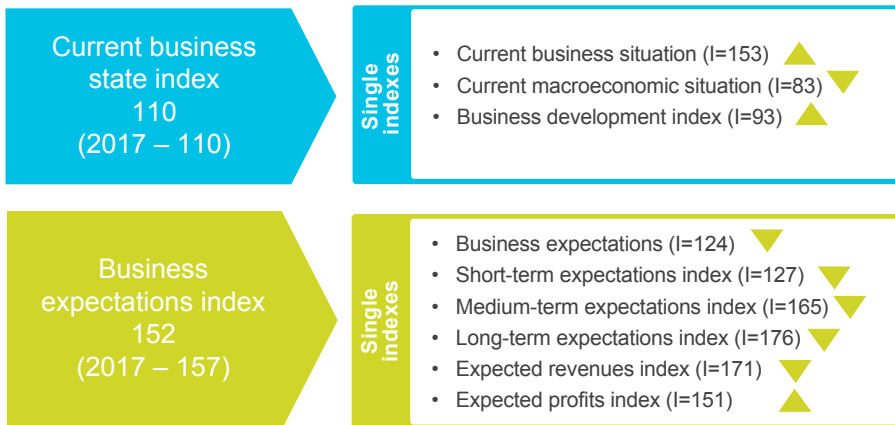 Current business
state index
110
(2017 – 110)
Single
indexes
• Current business situation (I=153)
• Current macroeconomic situation (I=83)
• Business development index (I=93)
Business
expectations index
152
(2017 – 157)
Single
indexes
• Business expectations (I=124)
• Short-term expectations index (I=127)
• Medium-term expectations index (I=165)
• Long-term expectations index (I=176)
• Expected revenues index (I=171)
• Expected profits index (I=151)